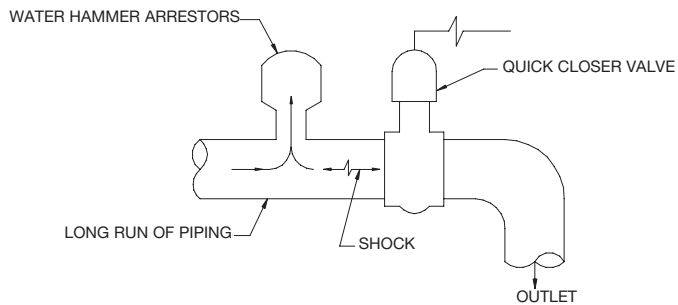 WATER HAMMER ARRESTORS
QUICK CLOSER VALVE
LONG RUN OF PIPING
SHOCK
OUTLET